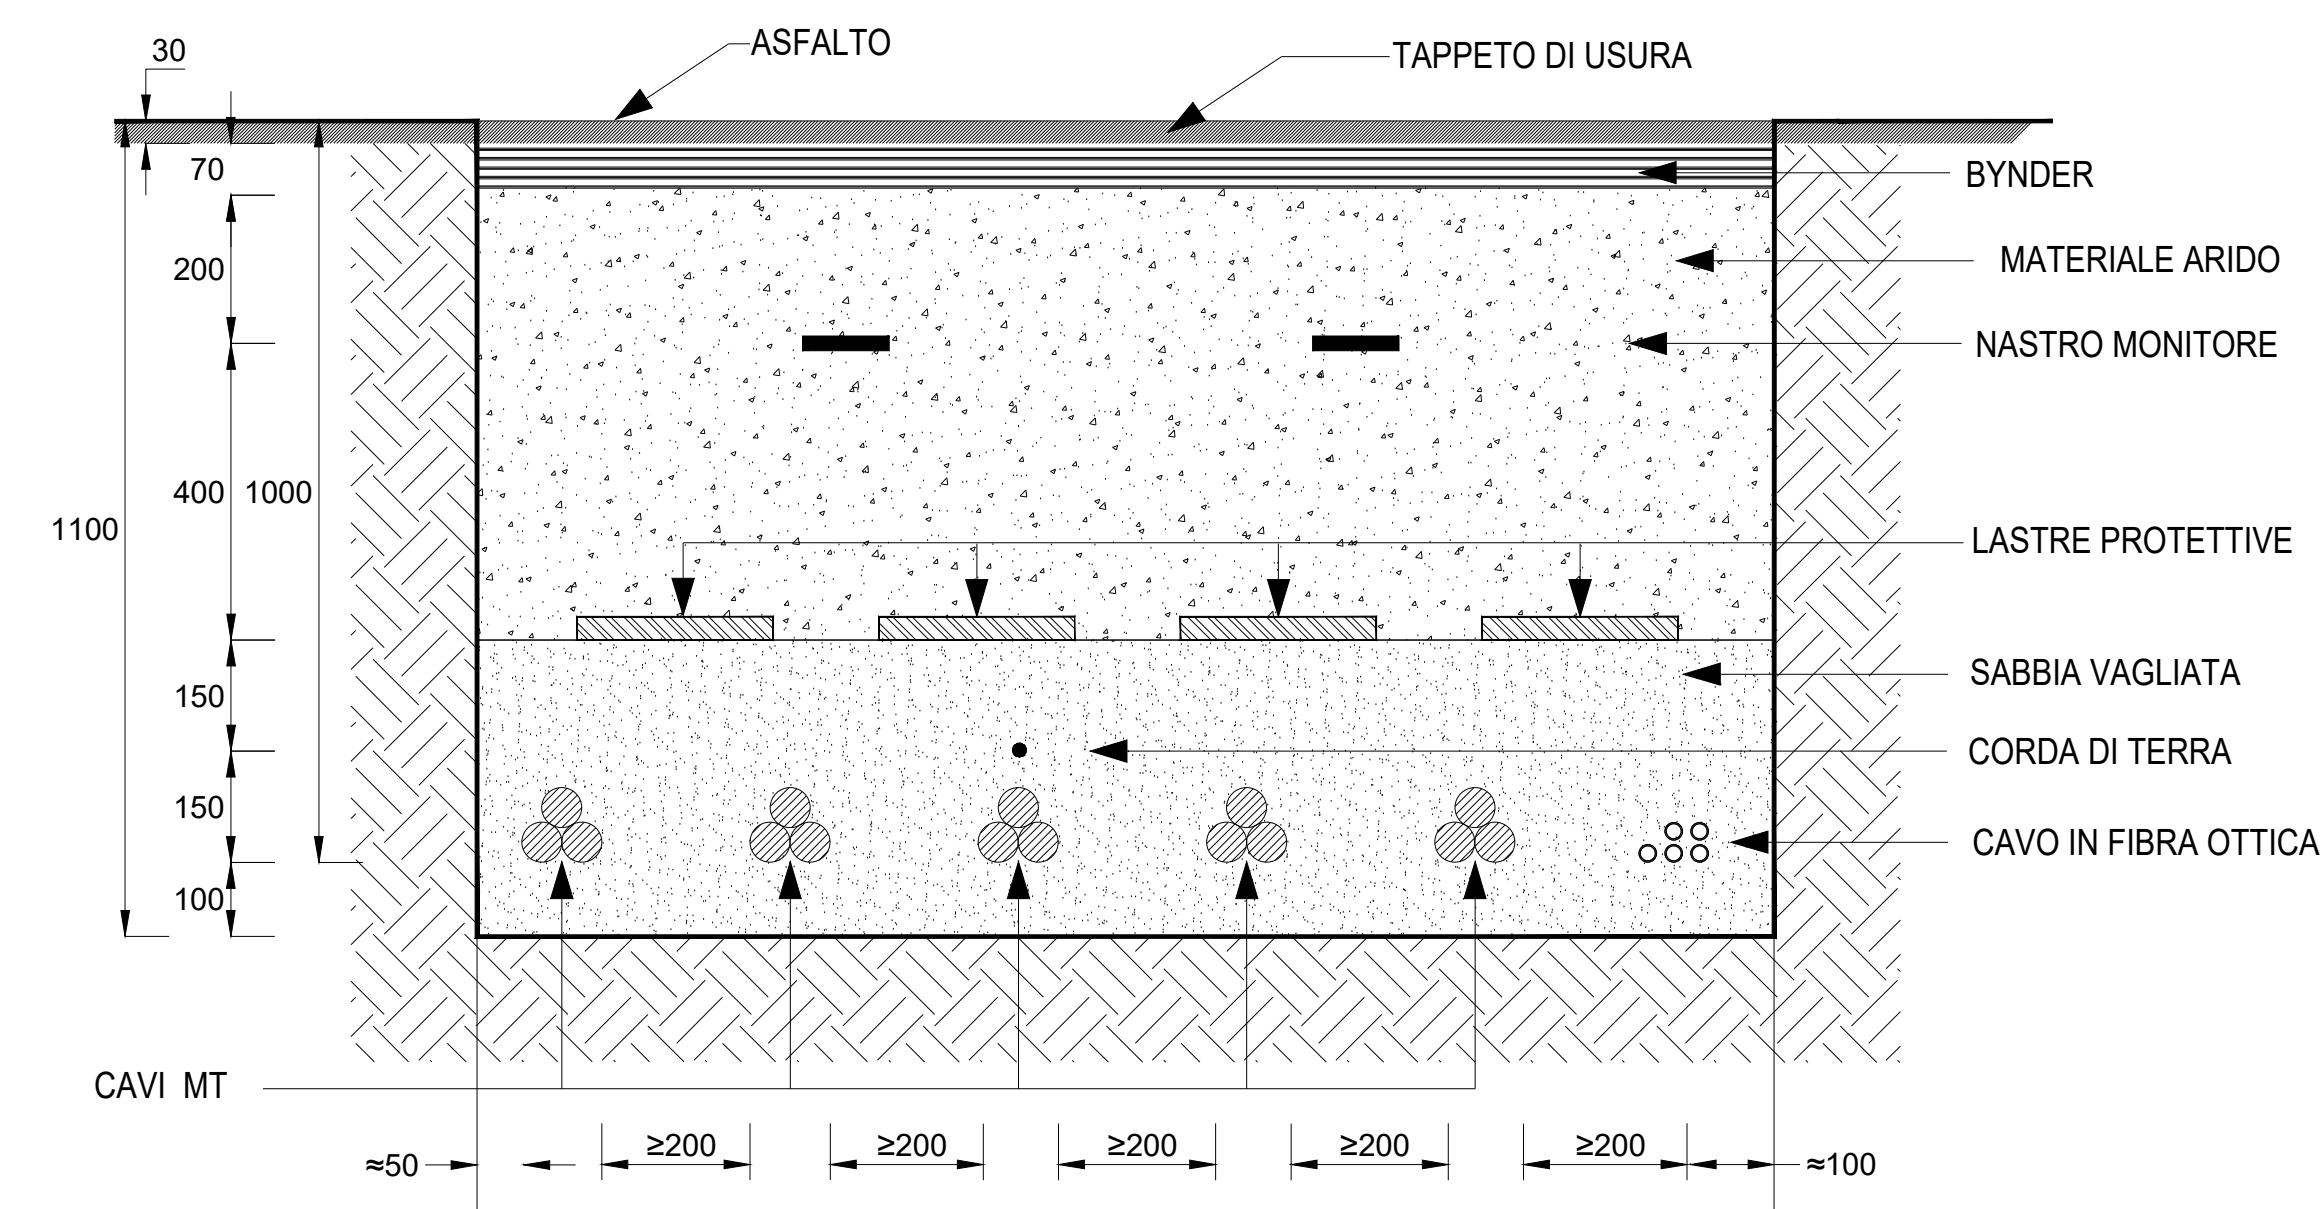 30
ASFALTO
TAPPETO DI USURA
70
BYNDER
200
MATERIALE ARIDO
NASTRO MONITORE
400
1000
1100
LASTRE PROTETTIVE
150
SABBIA VAGLIATA
CORDA DI TERRA
150
CAVO IN FIBRA OTTICA
100
CAVI MT
≈50
≥200
≥200
≥200
≥200
≥200
≈100